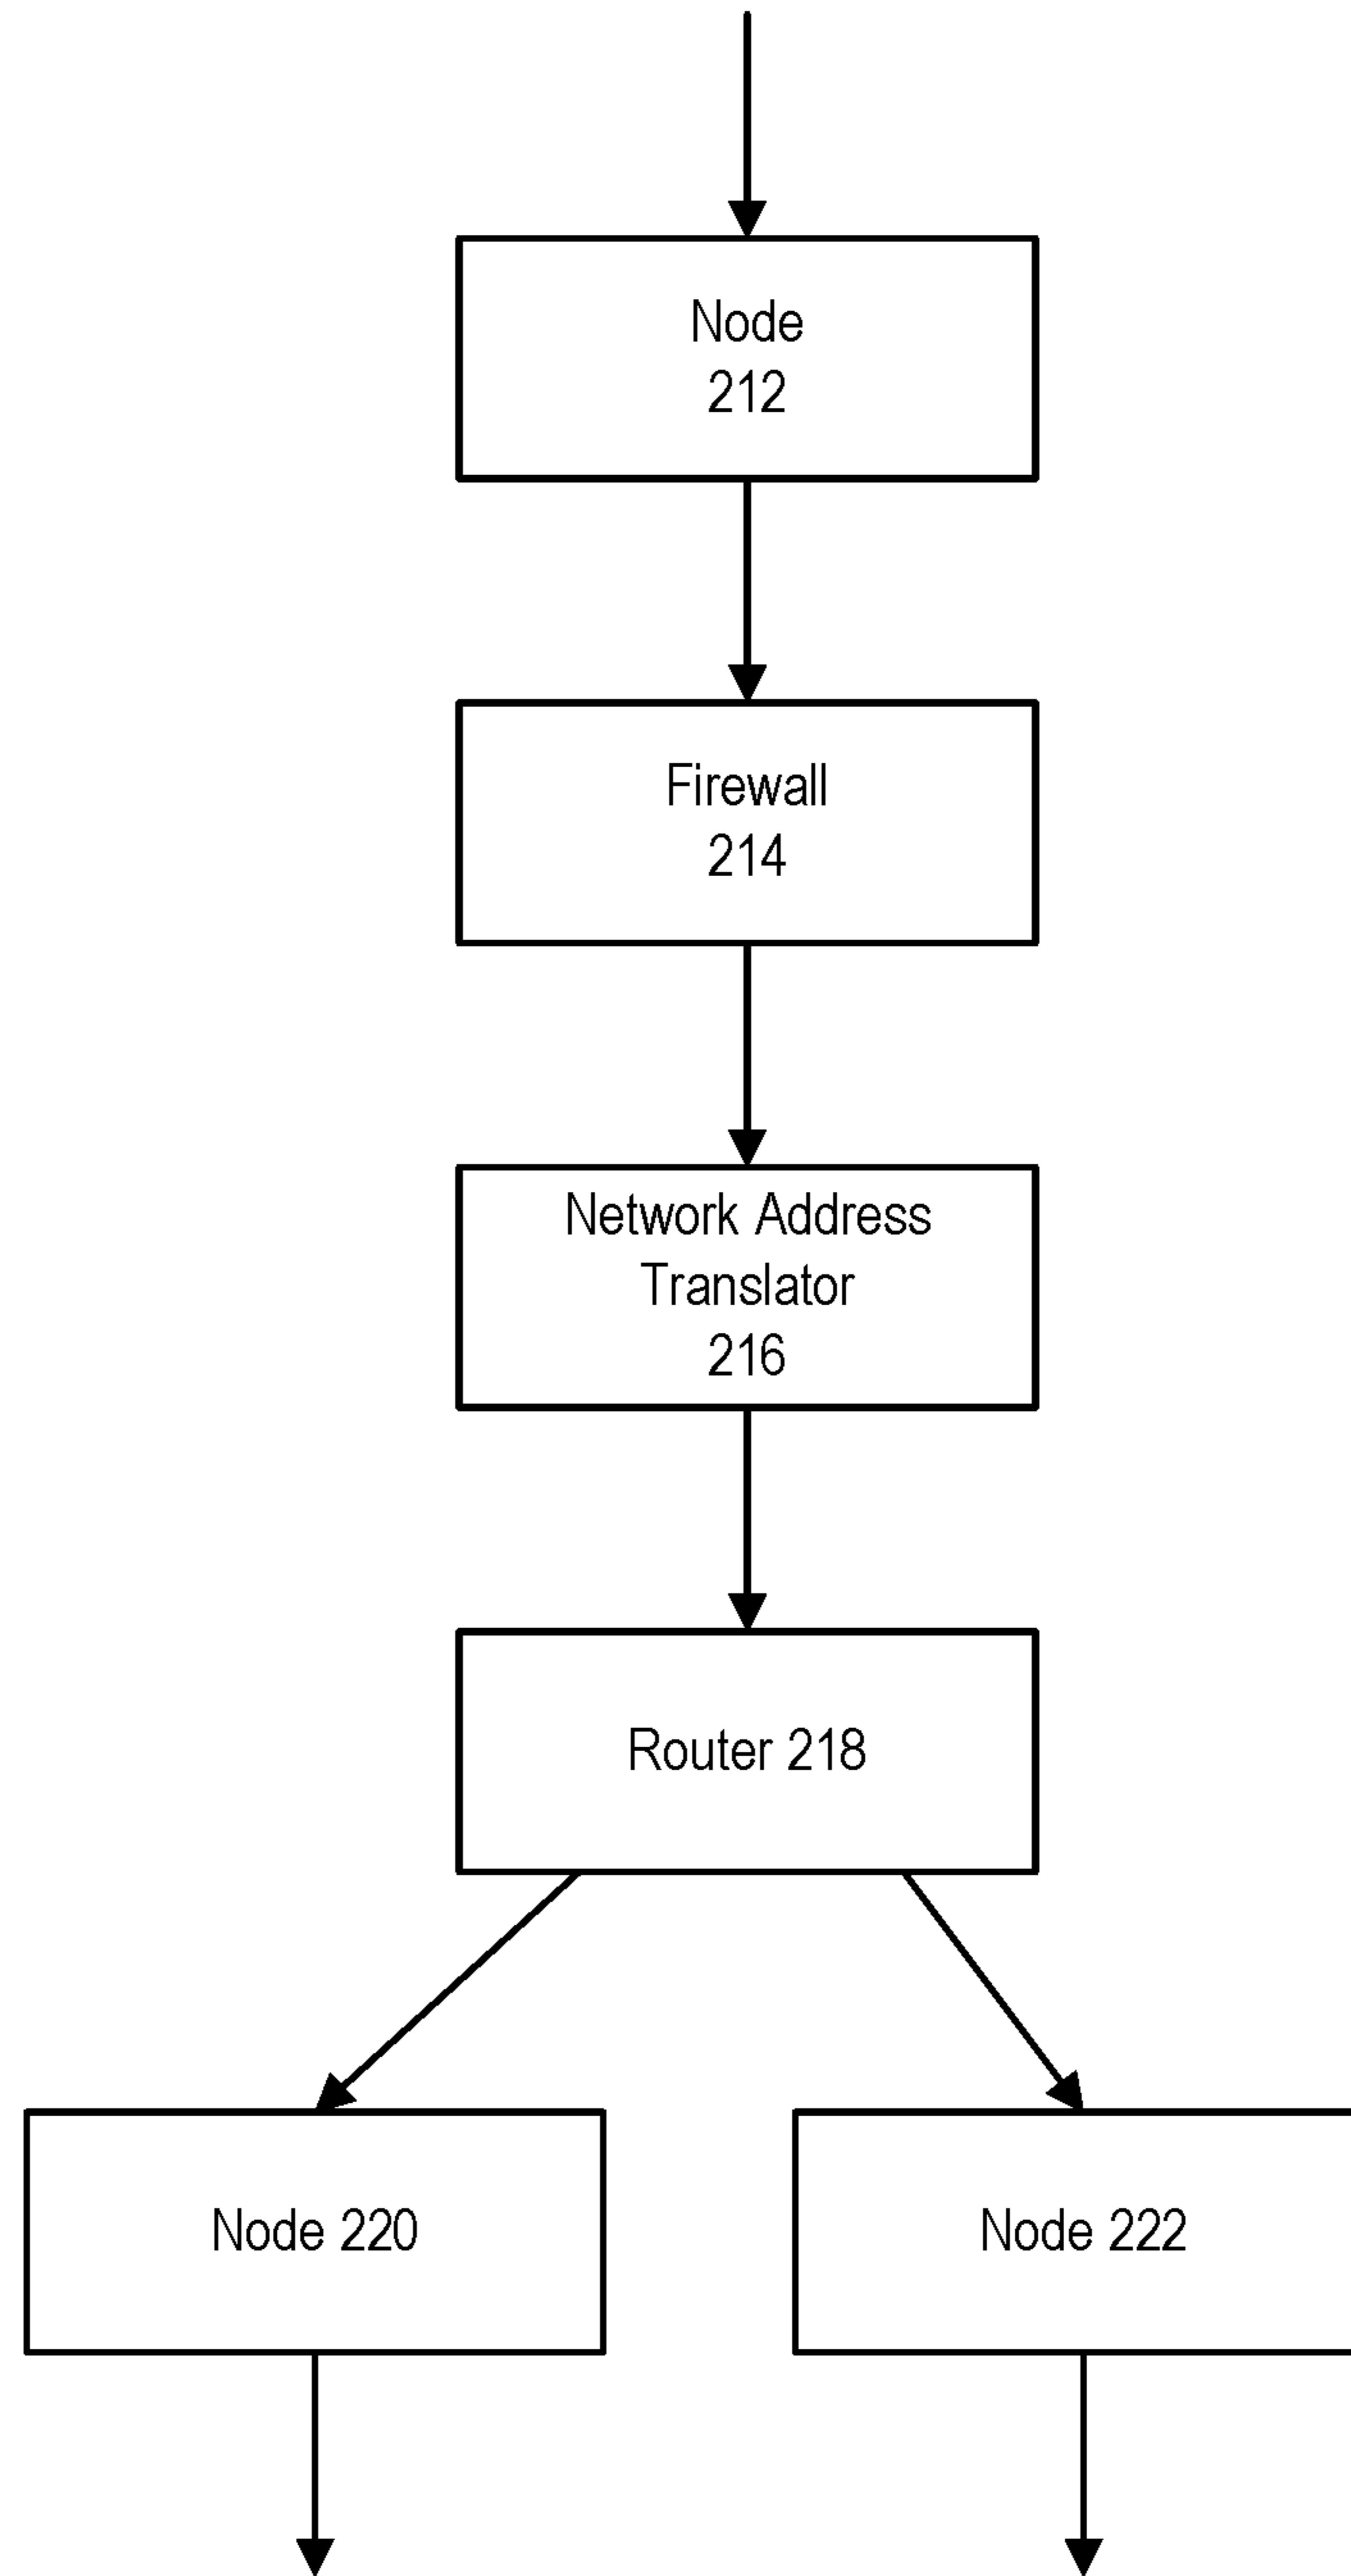 Node
212
Firewall
214
Network Address
Translator
216
Router 218
Node 220
Node 222